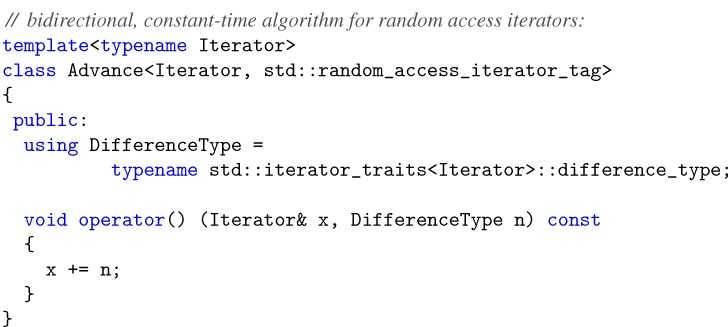 // bidirectional, constant-time algorithm for random access iterators:
template<typename Iterator>
class Advance<Iterator, std::random_access_iterator_tag>
{
 public:
  using DifferenceType =
          typename std::iterator_traits<Iterator>::difference_type;
  void operator() (Iterator& x, DifferenceType n) const
  {
    x += n;
  }
}